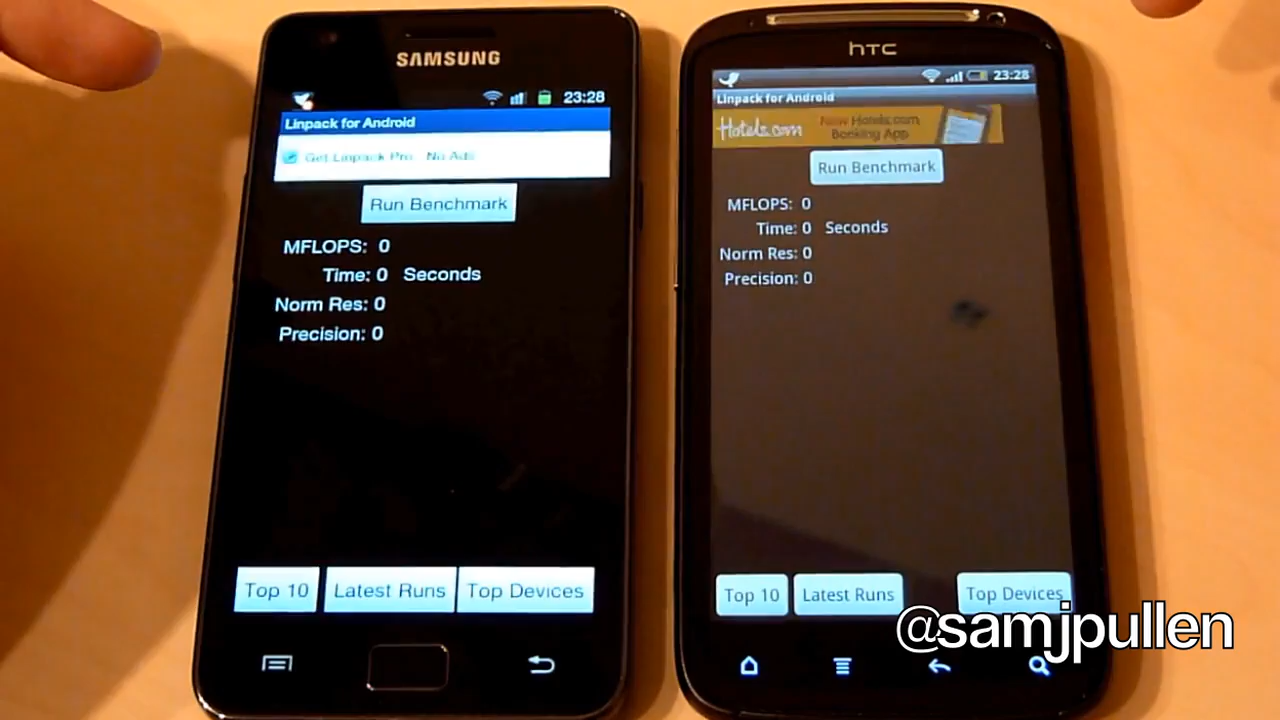 SAMSUNG
23:28
Linpack for Android
Get Linpack Pro - No Ads
Run Benchmark
MFLOPS: 0
Time: 0 Seconds
Norm Res: 0
Precision: 0
Top 10 Latest Runs Top Devices
hTC
23:28
Linpack for Android
Hotels.com
New Hotels.com
Booking App
Run Benchmark
MFLOPS: 0
Time: 0 Seconds
Norm Res: 0
Precision: 0
Top 10 Latest Runs Top Devices
@samjpullen